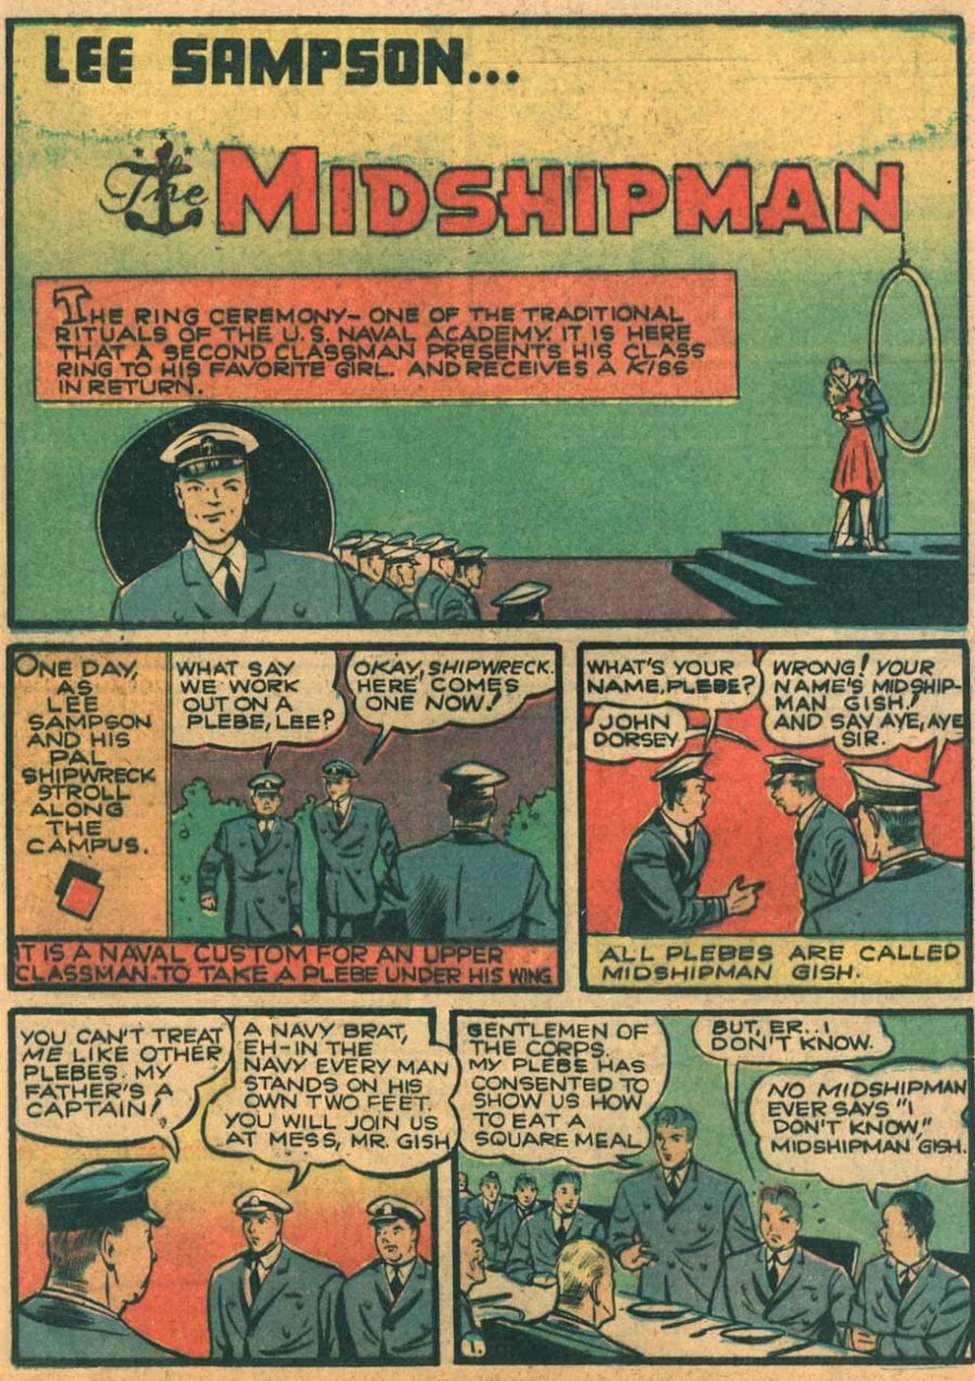 LEE SAMPSON...
The MIDSHIPMAN
THE RING CEREMONY- ONE OF THE TRADITIONAL
RITUALS OF THE U.S. NAVAL ACADEMY. IT IS HERE
THAT A SECOND CLASSMAN PRESENTS HIS CLASS
RING TO HIS FAVORITE GIRL. AND RECEIVES A KISS
IN RETURN.
ONE DAY,
AS
LEE
SAMPSON
AND HIS
PAL
SHIPWRECK
STROLL
ALONG
THE
CAMPUS.
WHAT SAY
WE WORK
OUT ON A
PLEBE, LEE?
OKAY, SHIPWRECK.
HERE COMES
ONE NOW!
IT IS A NAVAL CUSTOM FOR AN UPPER
CLASSMAN TO TAKE A PLEBE UNDER HIS WING
WHAT'S YOUR
NAME, PLEBE?
JOHN
DORSEY
WRONG! YOUR
NAME'S MIDSHIP-
MAN GISH!
AND SAY AYE, AYE
SIR.
ALL PLEBES ARE CALLED
MIDSHIPMAN GISH.
YOU CAN'T TREAT
ME LIKE OTHER
PLEBES. MY
FATHER'S A
CAPTAIN!
A NAVY BRAT,
EH-IN THE
NAVY EVERY MAN
STANDS ON HIS
OWN TWO FEET.
YOU WILL JOIN US
AT MESS, MR. GISH
GENTLEMEN OF
THE CORPS.
MY PLEBE HAS
CONSENTED TO
SHOW US HOW
TO EAT A
SQUARE MEAL
BUT, ER.. I
DON'T KNOW.
NO MIDSHIPMAN
EVER SAYS "I
DON'T KNOW,"
MIDSHIPMAN GISH.
1.